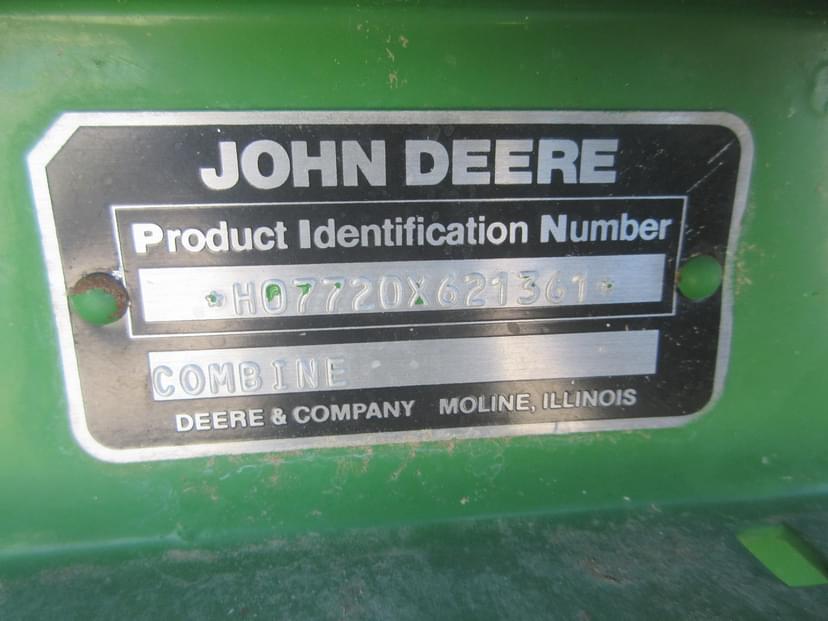 JOHN DEERE
Product Identification Number
*H07720X621361*
COMBINE
DEERE & COMPANY MOLINE, ILLINOIS